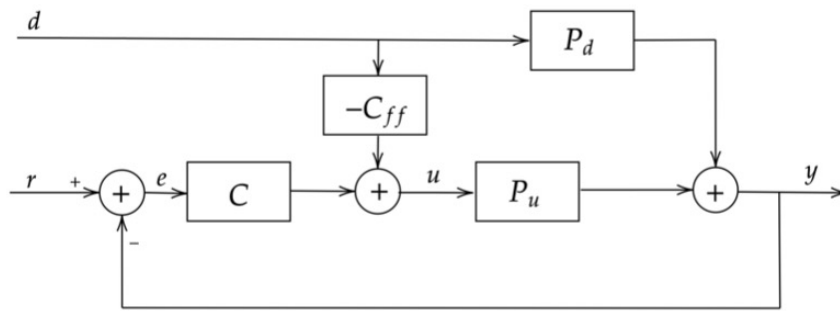 d
P_d
−C_ff
r + + e C + u P_u + y
−